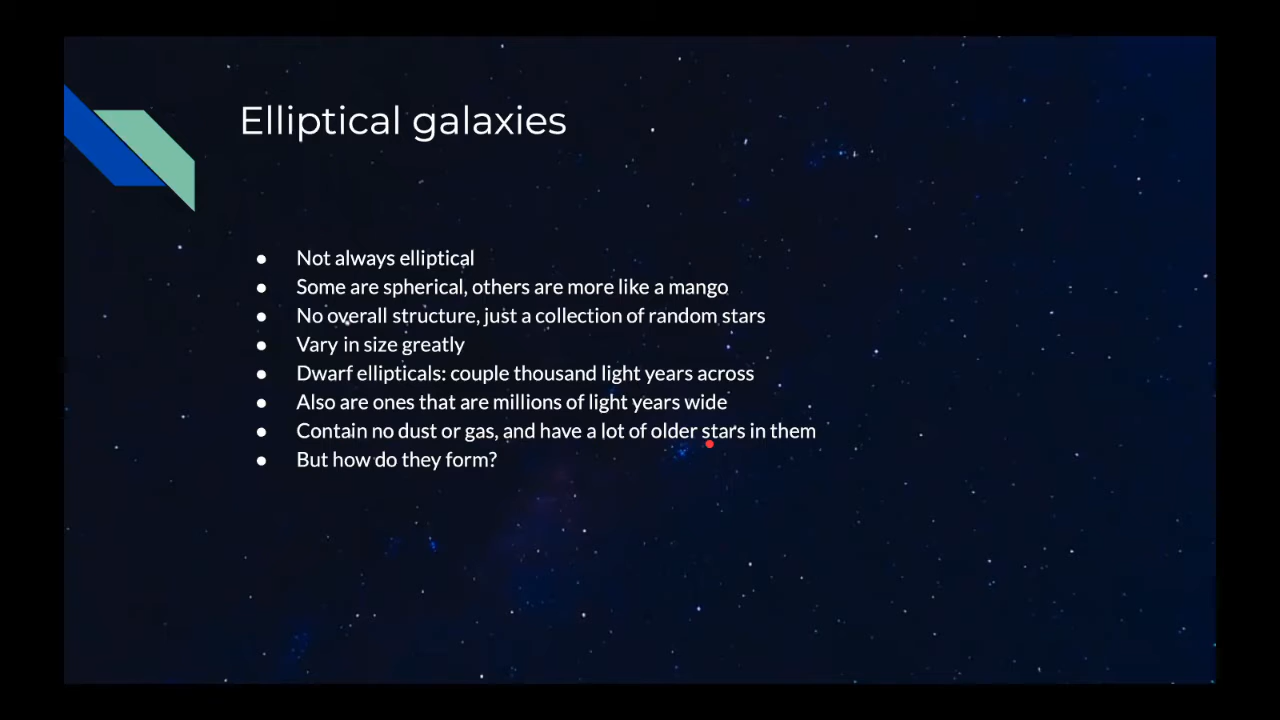 Elliptical galaxies
● Not always elliptical
● Some are spherical, others are more like a mango
● No overall structure, just a collection of random stars
● Vary in size greatly
● Dwarf ellipticals: couple thousand light years across
● Also are ones that are millions of light years wide
● Contain no dust or gas, and have a lot of older stars in them
● But how do they form?